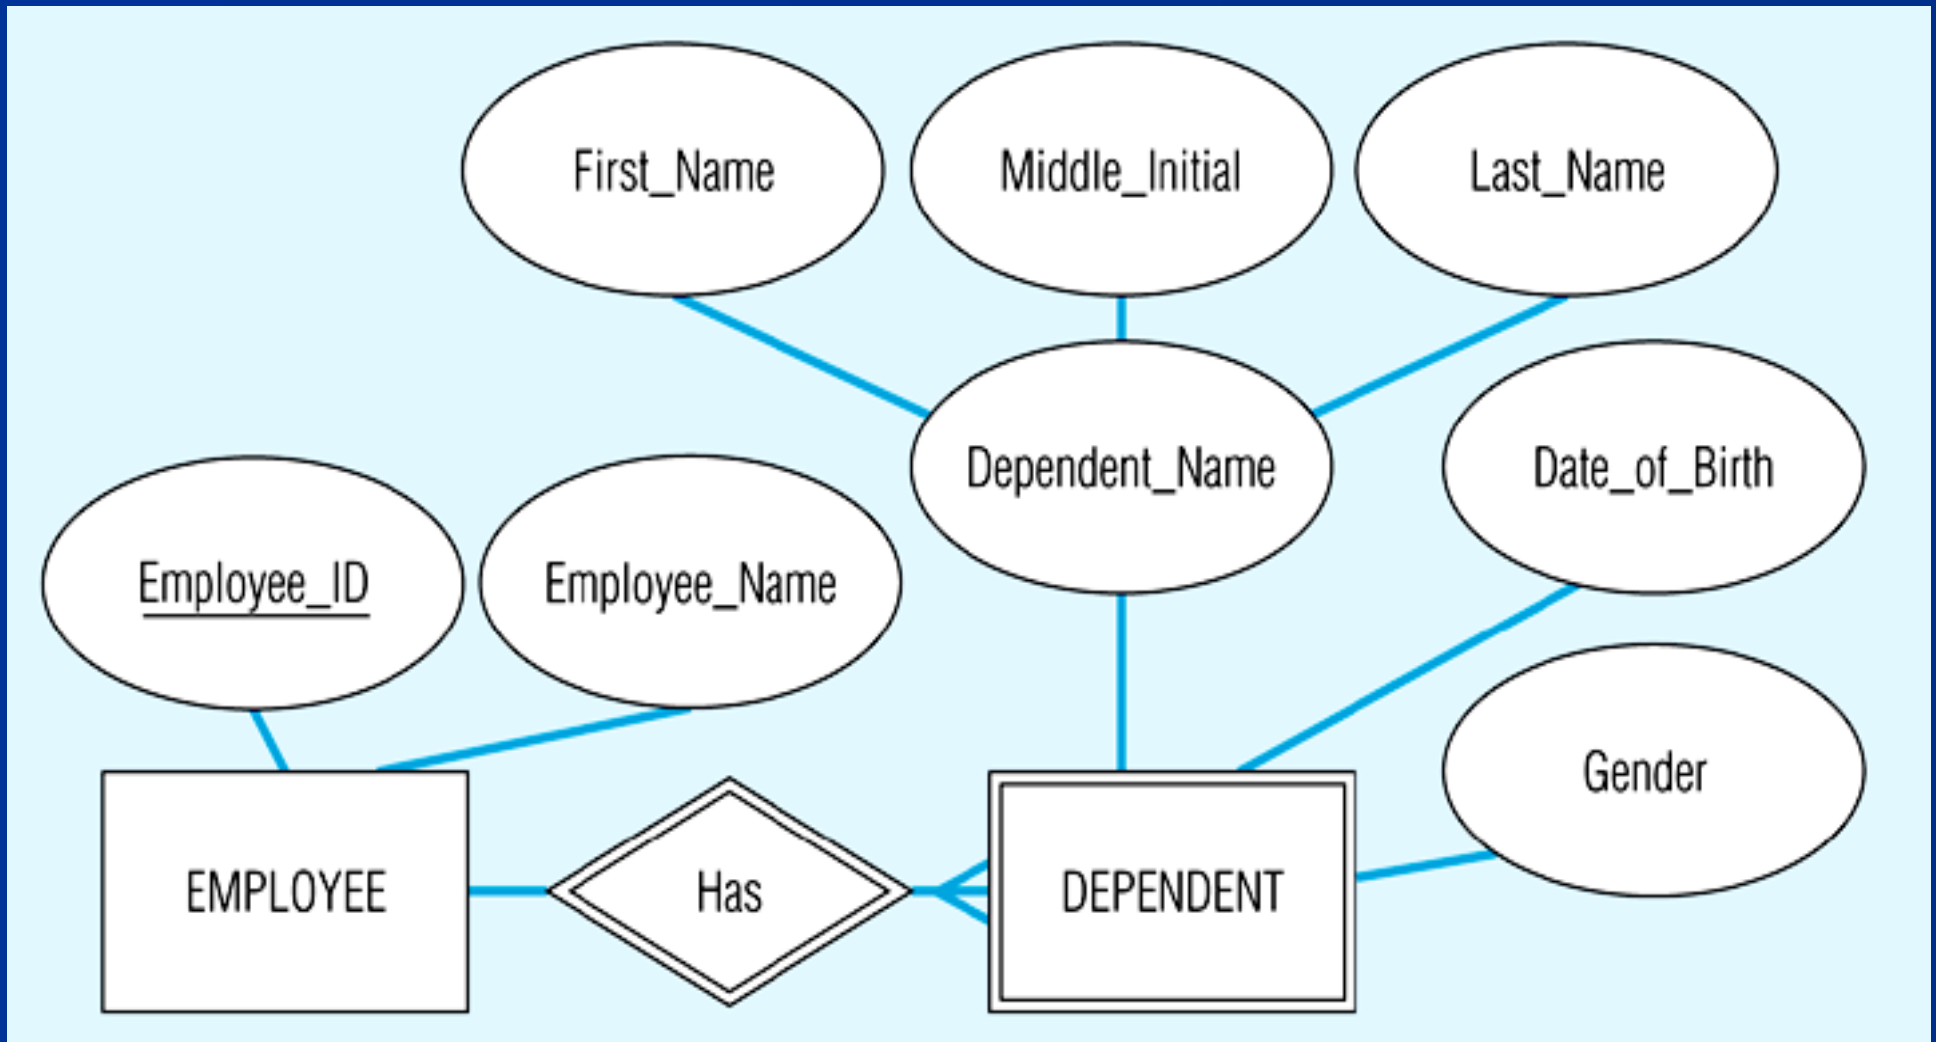 First_Name
Middle_Initial
Last_Name
Dependent_Name
Date_of_Birth
Employee_ID
Employee_Name
Gender
EMPLOYEE
Has
DEPENDENT